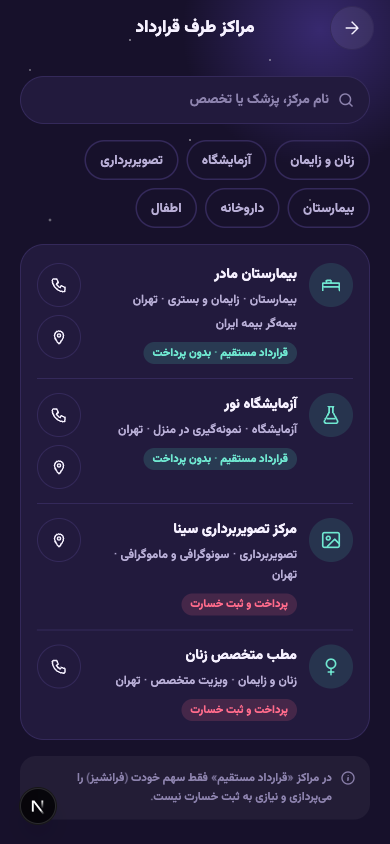 مراکز طرف قرارداد
نام مرکز، پزشک یا تخصص
زنان و زایمان
آزمایشگاه
تصویربرداری
بیمارستان
داروخانه
اطفال
بیمارستان مادر
بیمارستان · زایمان و بستری · تهران
بیمه‌گر بیمه ایران
قرارداد مستقیم · بدون پرداخت
آزمایشگاه نور
آزمایشگاه · نمونه‌گیری در منزل · تهران
قرارداد مستقیم · بدون پرداخت
مرکز تصویربرداری سینا
تصویربرداری · سونوگرافی و ماموگرافی ·
تهران
پرداخت و ثبت خسارت
مطب متخصص زنان
زنان و زایمان · ویزیت متخصص · تهران
پرداخت و ثبت خسارت
در مراکز «قرارداد مستقیم» فقط سهم خودت (فرانشیز) را
می‌پردازی و نیازی به ثبت خسارت نیست.
N